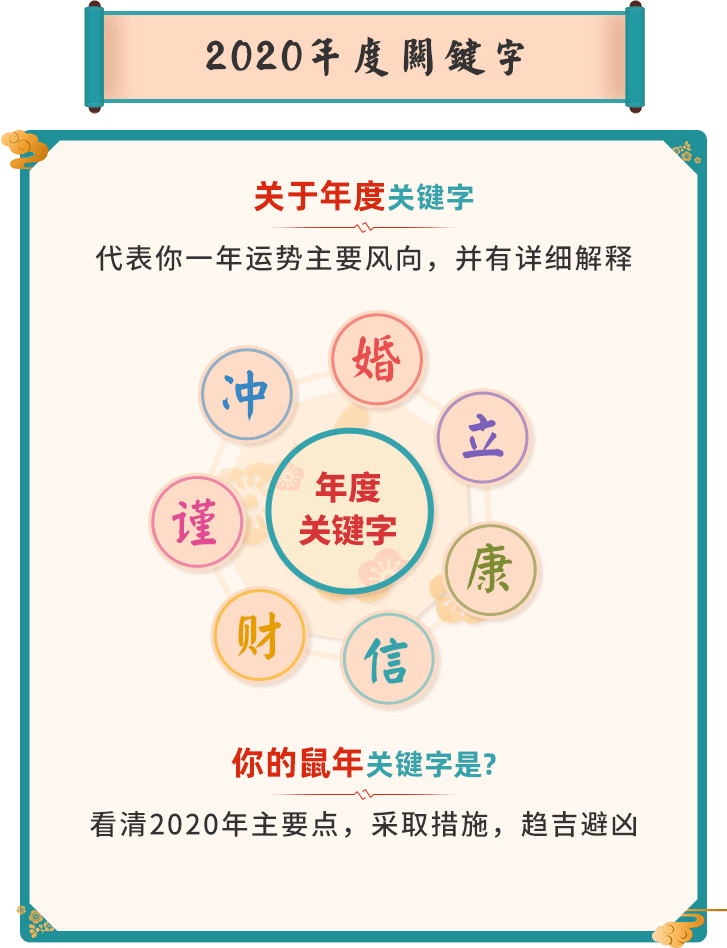 2020年度關鍵字
关于年度关键字
代表你一年运势主要风向，并有详细解释
婚
冲
立
年度
关键字
谨
康
财
信
你的鼠年关键字是?
看清2020年主要点，采取措施，趋吉避凶